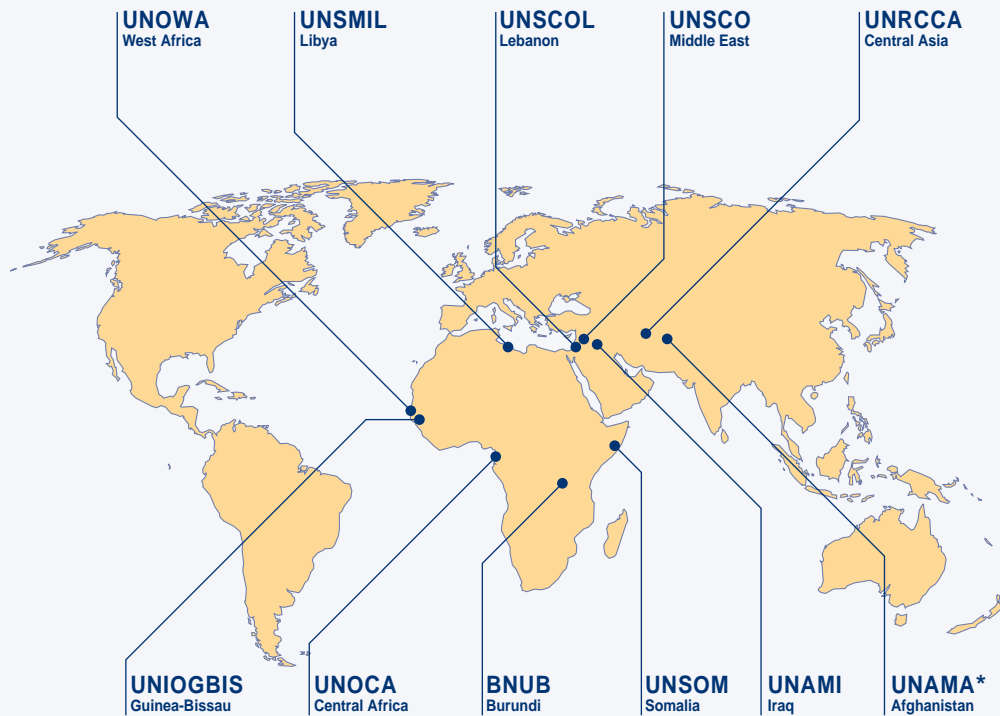 UNOWA
West Africa
UNSMIL
Libya
UNSCOL
Lebanon
UNSCO
Middle East
UNRCCA
Central Asia
UNIOGBIS
Guinea-Bissau
UNOCA
Central Africa
BNUB
Burundi
UNSOM
Somalia
UNAMI
Iraq
UNAMA*
Afghanistan